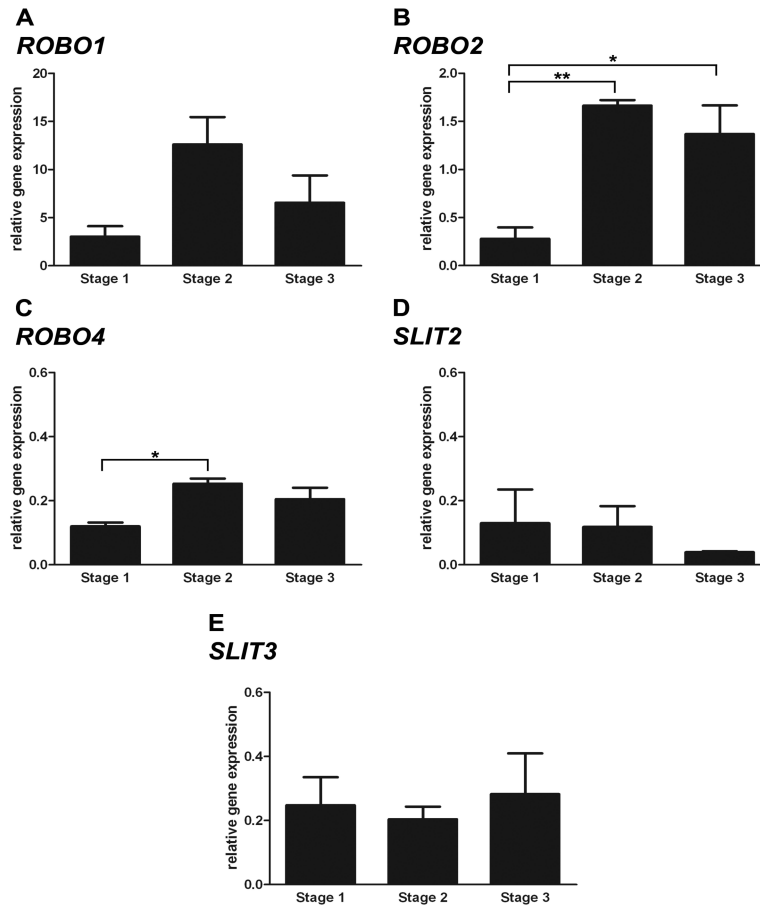 A
ROBO1
relative gene expression
20
15
10
5
0
Stage 1 Stage 2 Stage 3
B
ROBO2
relative gene expression
2.0
1.5
1.0
0.5
0.0
**
*
Stage 1 Stage 2 Stage 3
C
ROBO4
relative gene expression
0.6
0.4
0.2
0.0
*
Stage 1 Stage 2 Stage 3
D
SLIT2
relative gene expression
0.6
0.4
0.2
0.0
Stage 1 Stage 2 Stage 3
E
SLIT3
relative gene expression
0.6
0.4
0.2
0.0
Stage 1 Stage 2 Stage 3